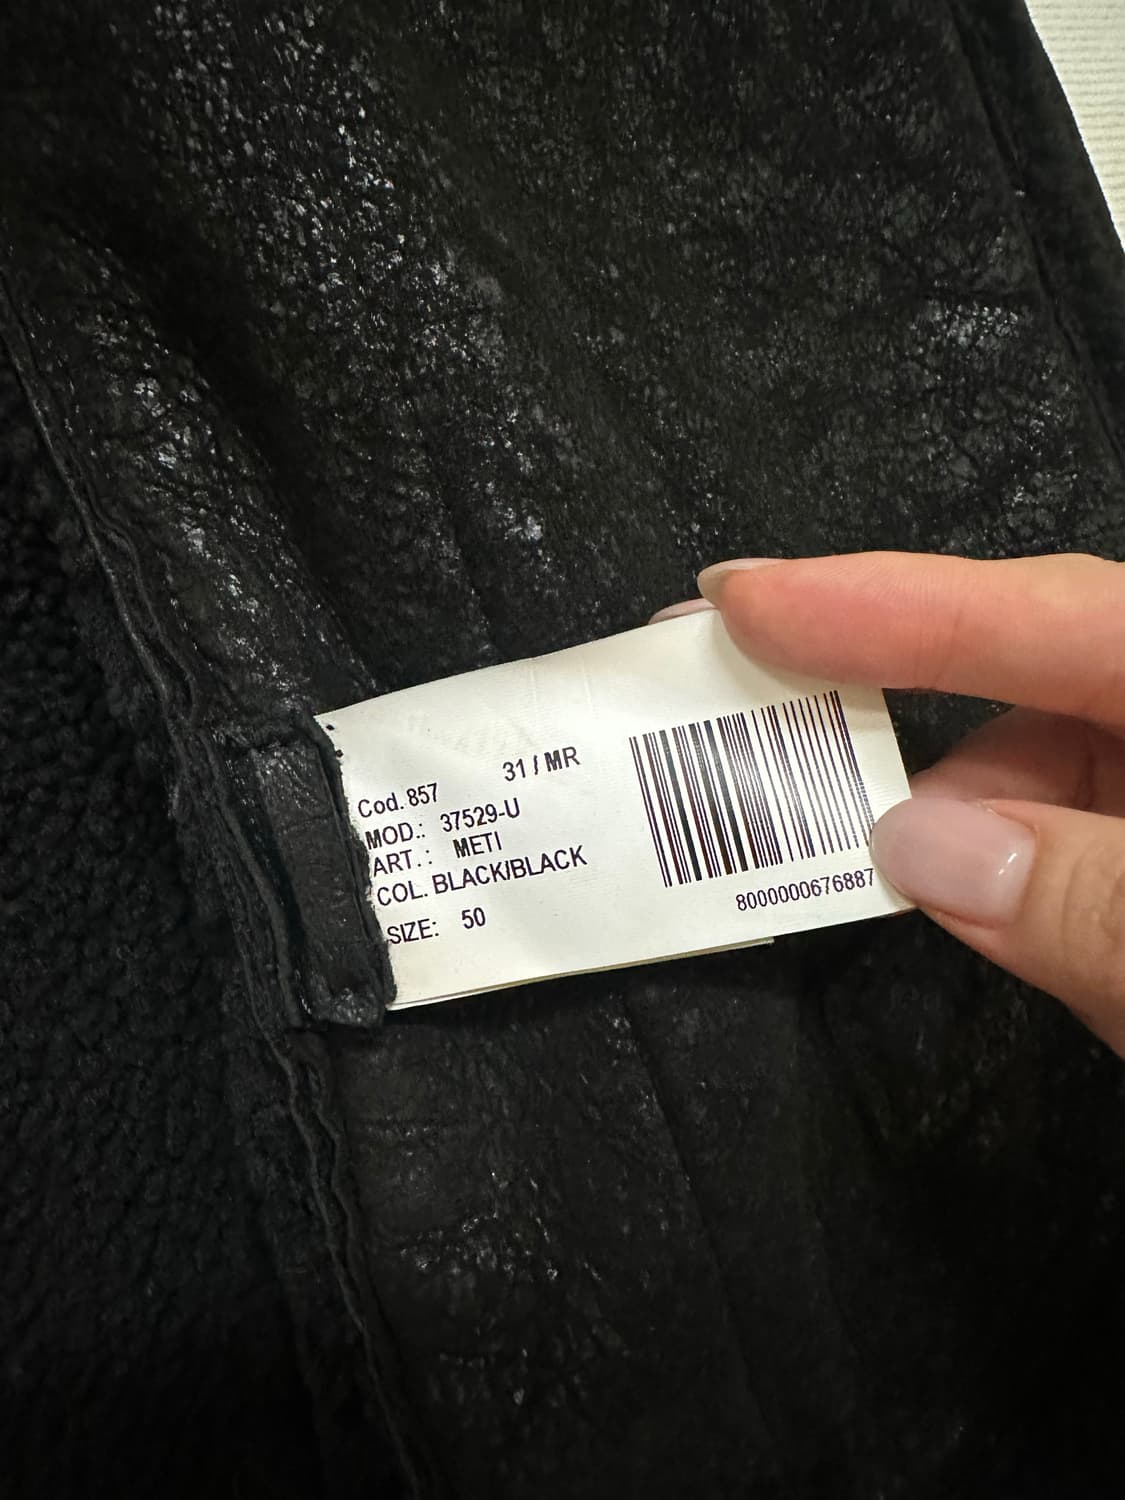 31 / MR
Cod. 857
MOD.: 37529-U
ART.: METI
COL. BLACK/BLACK
SIZE: 50
8000000676887